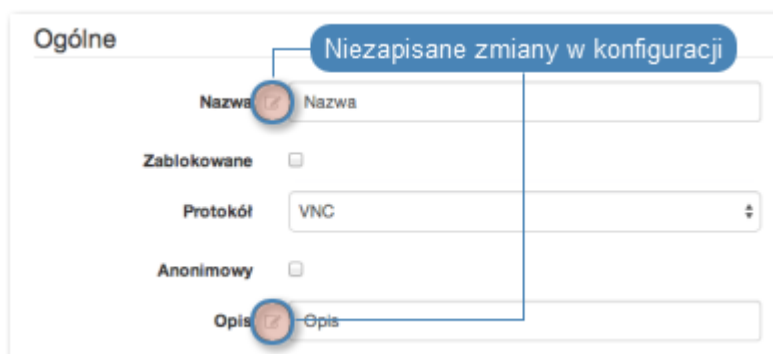 Ogólne
Niezapisane zmiany w konfiguracji
Nazwa Nazwa
Zablokowane
Protokół VNC
Anonimowy
Opis Opis